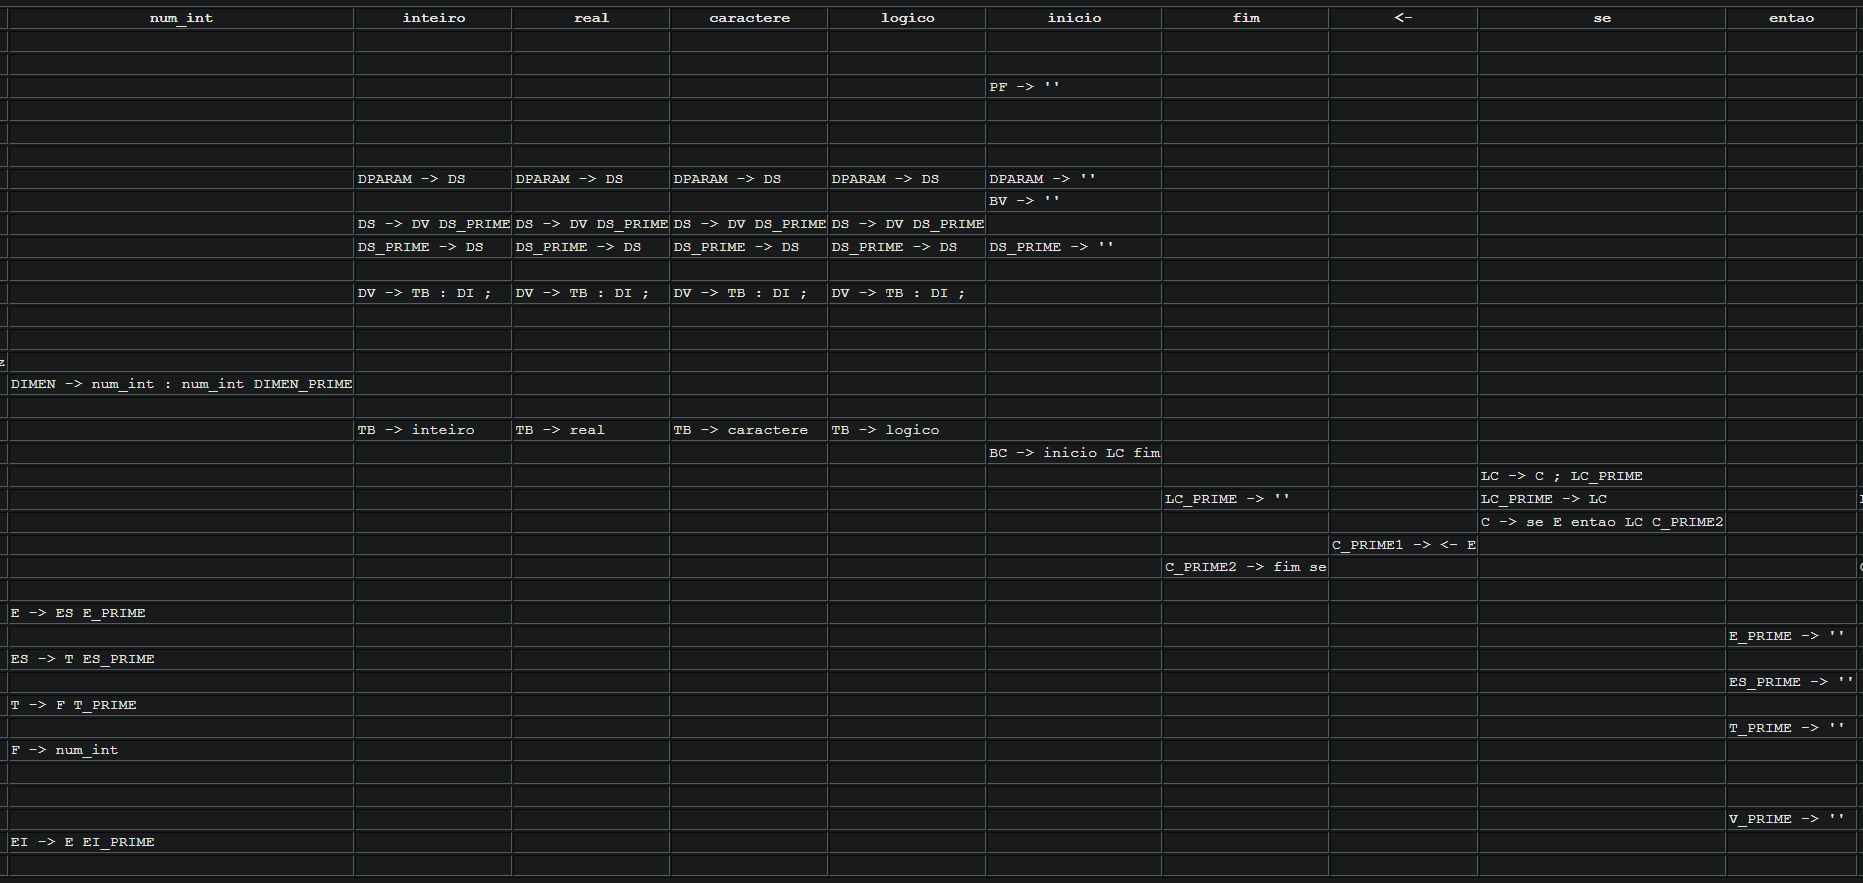 num_int inteiro real caractere logico inicio fim <- se entao
PF -> ''
DPARAM -> DS DPARAM -> DS DPARAM -> DS DPARAM -> DS DPARAM -> ''
BV -> ''
DS -> DV DS_PRIME DS -> DV DS_PRIME DS -> DV DS_PRIME DS -> DV DS_PRIME
DS_PRIME -> DS DS_PRIME -> DS DS_PRIME -> DS DS_PRIME -> DS DS_PRIME -> ''
DV -> TB : DI ; DV -> TB : DI ; DV -> TB : DI ; DV -> TB : DI ;
z
DIMEN -> num_int : num_int DIMEN_PRIME
TB -> inteiro TB -> real TB -> caractere TB -> logico
BC -> inicio LC fim
LC -> C ; LC_PRIME
LC_PRIME -> '' LC_PRIME -> LC
C -> se E entao LC C_PRIME2
C_PRIME1 -> <- E
C_PRIME2 -> fim se
E -> ES E_PRIME
E_PRIME -> ''
ES -> T ES_PRIME
ES_PRIME -> ''
T -> F T_PRIME
T_PRIME -> ''
F -> num_int
V_PRIME -> ''
EI -> E EI_PRIME